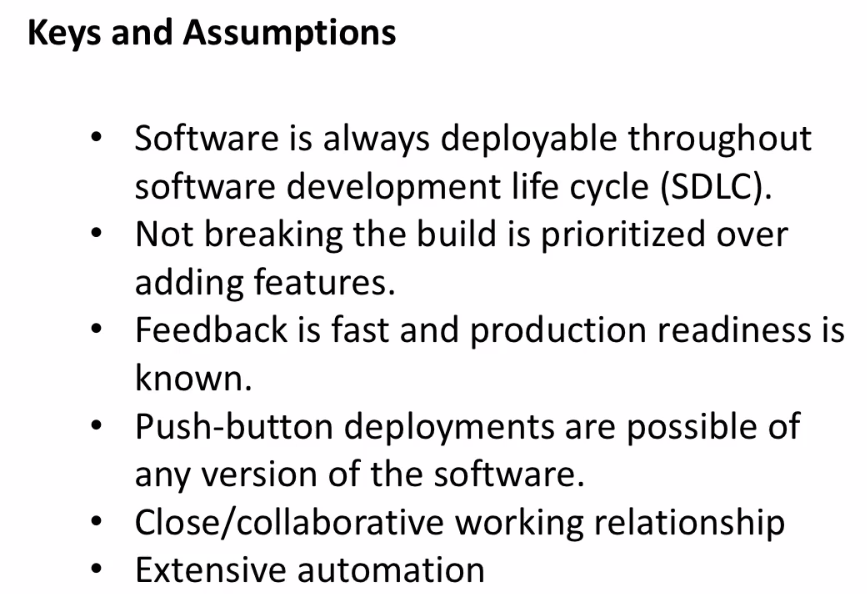 Keys and Assumptions
• Software is always deployable throughout
software development life cycle (SDLC).
• Not breaking the build is prioritized over
adding features.
• Feedback is fast and production readiness is
known.
• Push-button deployments are possible of
any version of the software.
• Close/collaborative working relationship
• Extensive automation